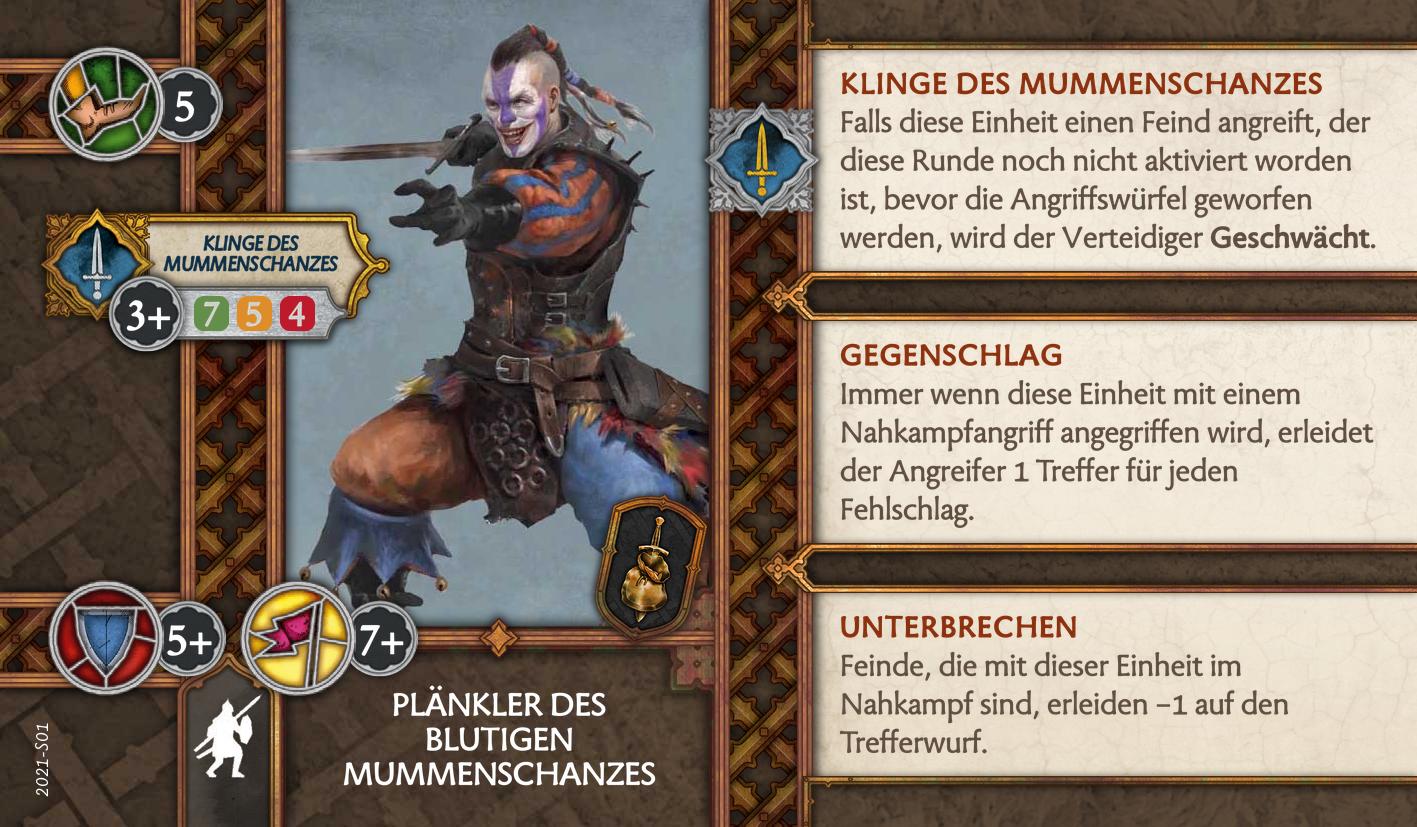 5
KLINGE DES
MUMMENSCHANZES
3+ 7 5 4
5+ 7+
PLÄNKLER DES
BLUTIGEN
MUMMENSCHANZES
2021-S01
KLINGE DES MUMMENSCHANZES
Falls diese Einheit einen Feind angreift, der
diese Runde noch nicht aktiviert worden
ist, bevor die Angriffswürfel geworfen
werden, wird der Verteidiger Geschwächt.
GEGENSCHLAG
Immer wenn diese Einheit mit einem
Nahkampfangriff angegriffen wird, erleidet
der Angreifer 1 Treffer für jeden
Fehlschlag.
UNTERBRECHEN
Feinde, die mit dieser Einheit im
Nahkampf sind, erleiden –1 auf den
Trefferwurf.